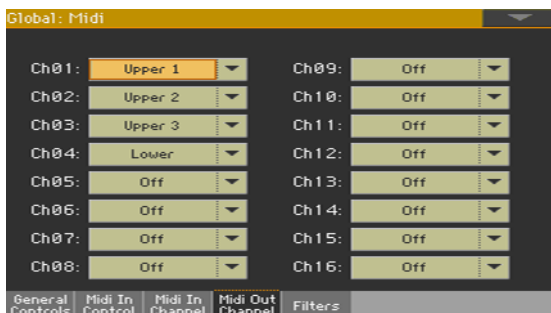 Global: Midi
Ch01: Upper 1 Ch09: Off
Ch02: Upper 2 Ch10: Off
Ch03: Upper 3 Ch11: Off
Ch04: Lower Ch12: Off
Ch05: Off Ch13: Off
Ch06: Off Ch14: Off
Ch07: Off Ch15: Off
Ch08: Off Ch16: Off
General Midi In Midi In Midi Out Filters
Controls Control Channel Channel